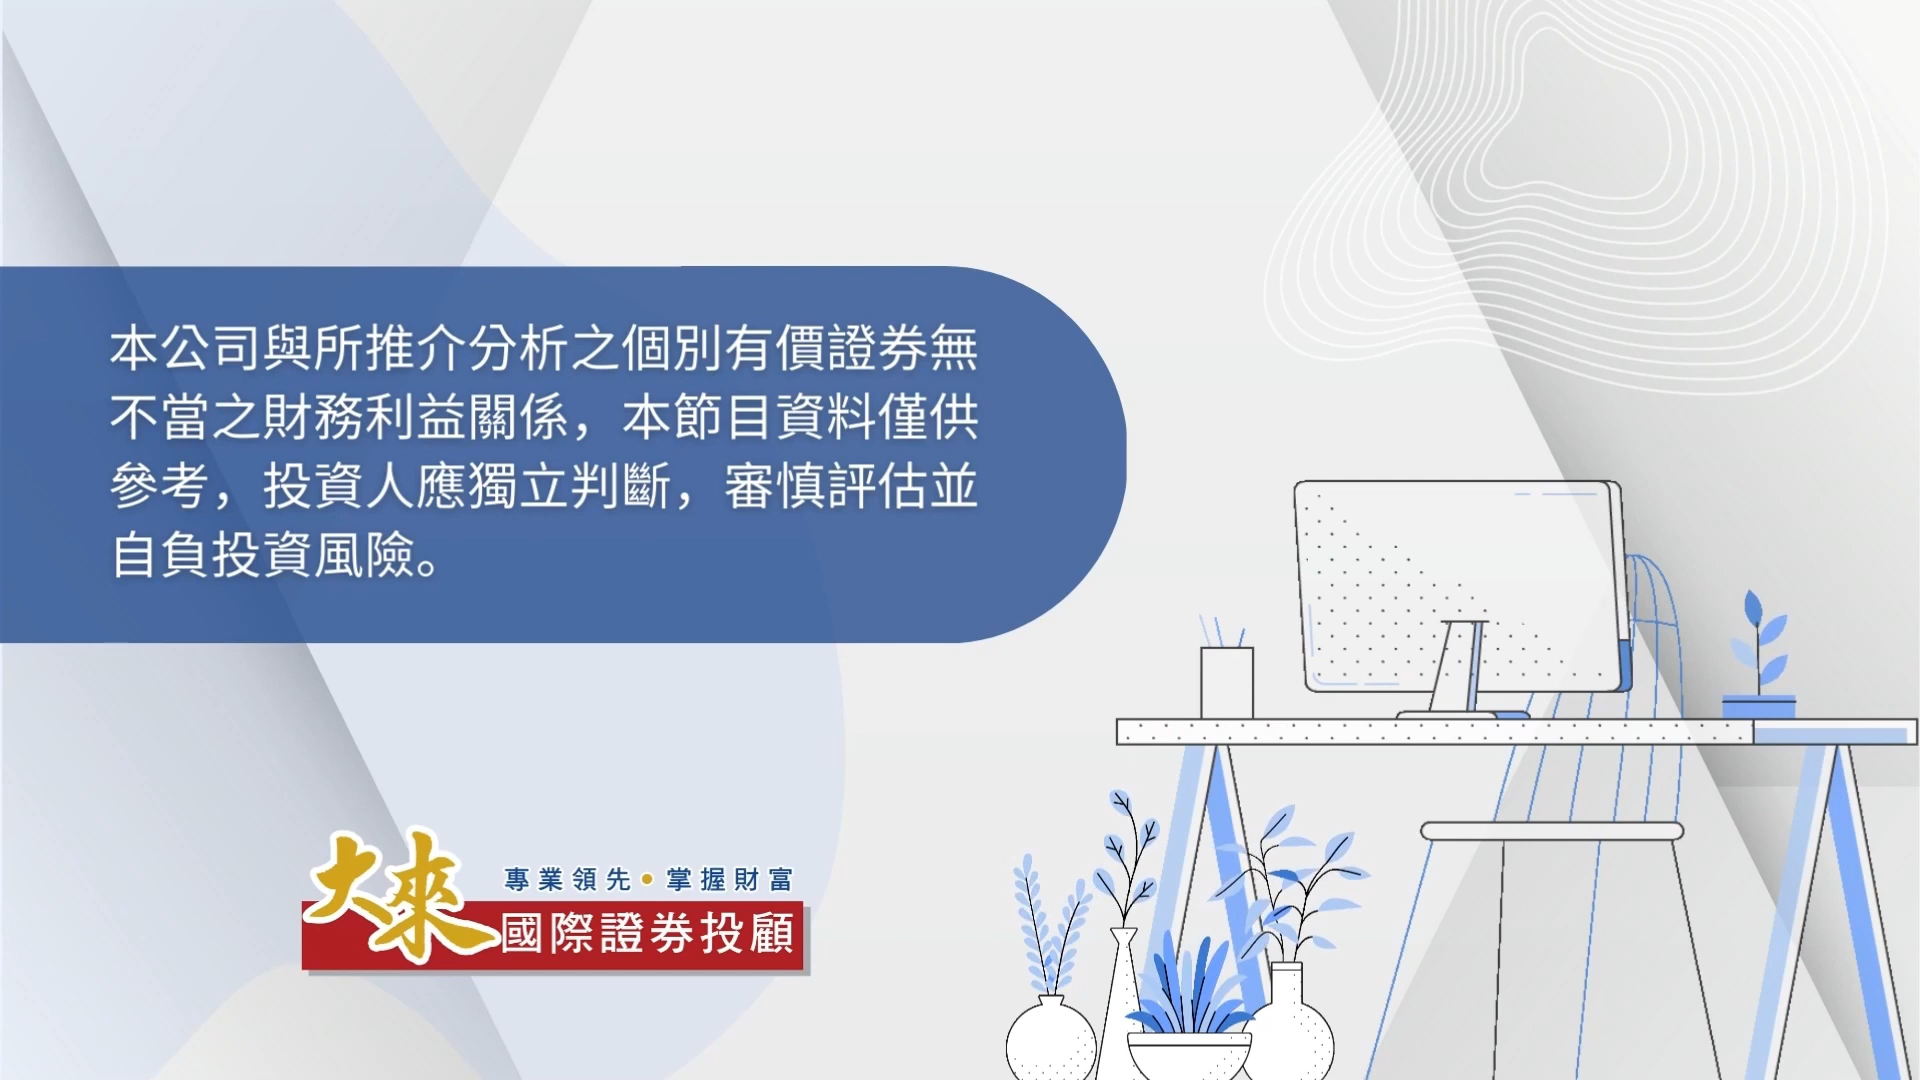 本公司與所推介分析之個別有價證券無
不當之財務利益關係，本節目資料僅供
參考，投資人應獨立判斷，審慎評估並
自負投資風險。
大來
專業領先•掌握財富
國際證券投顧